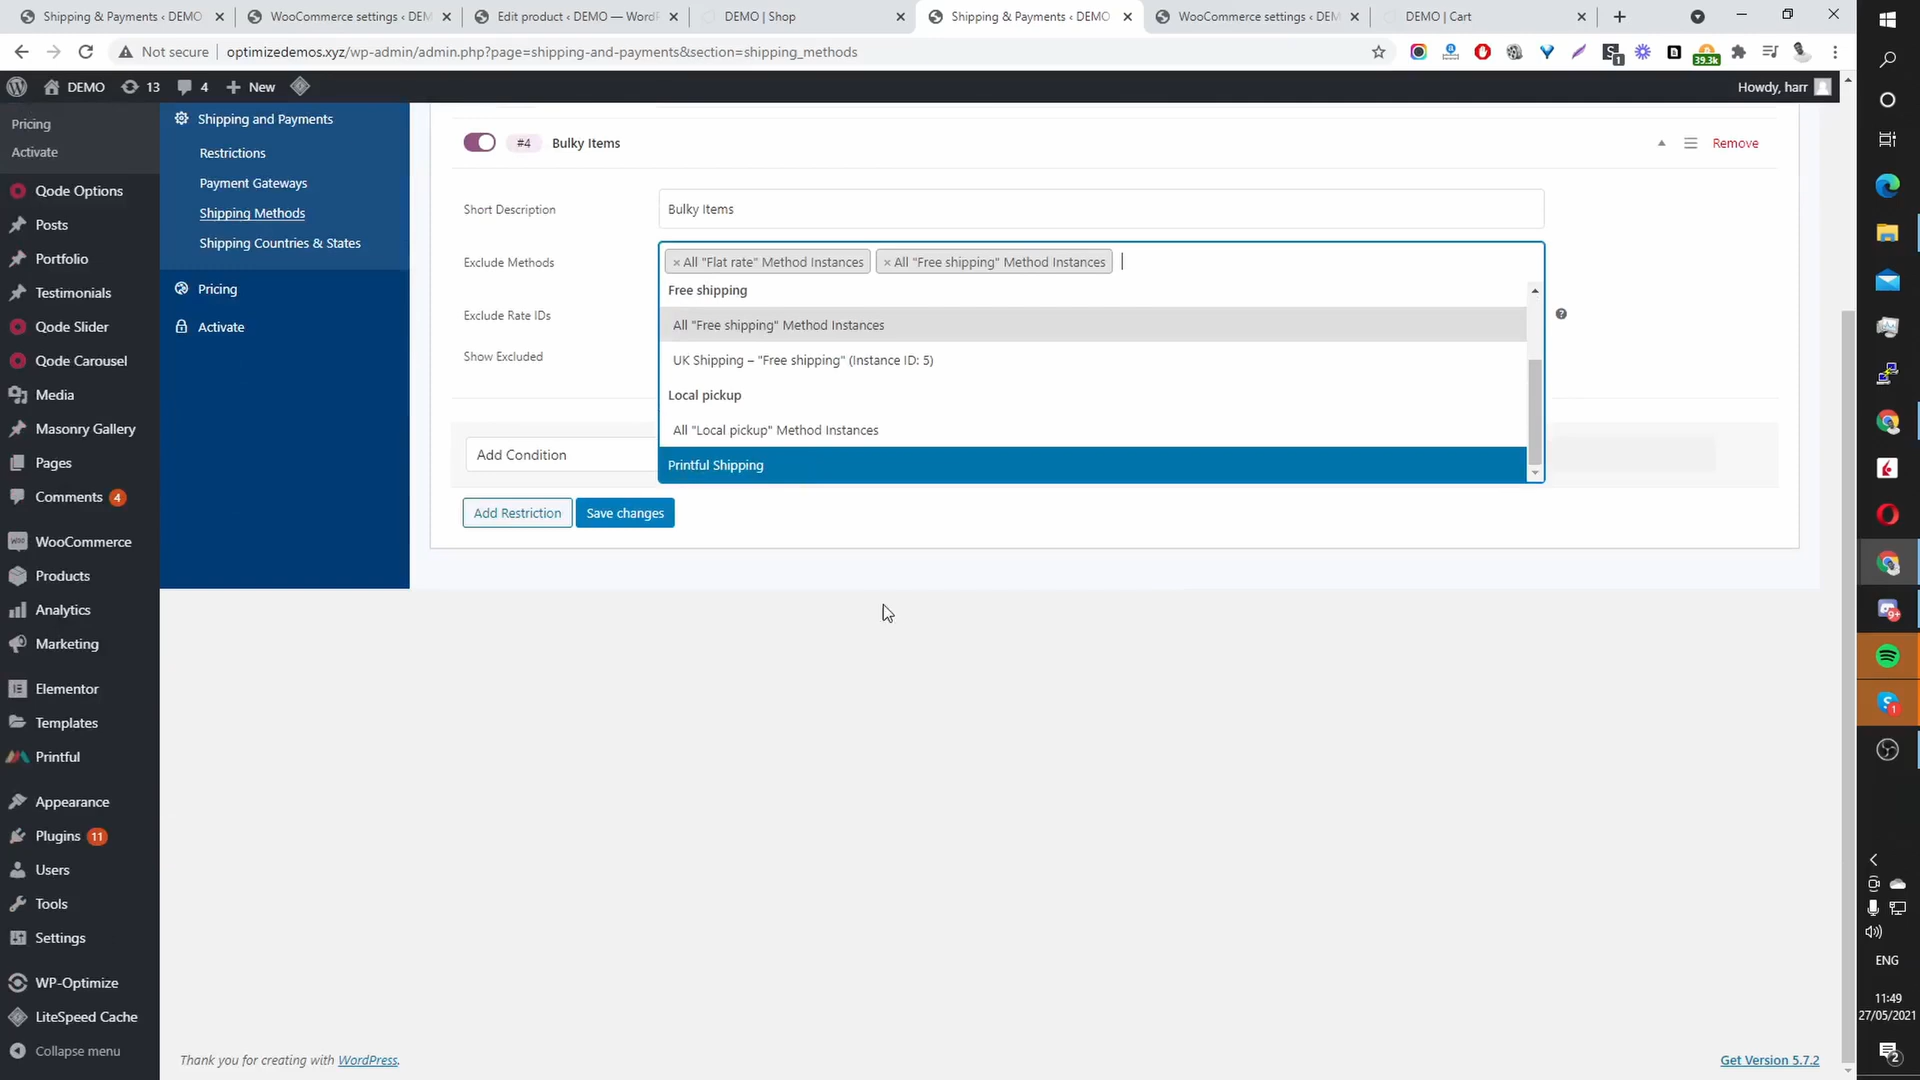 Shipping & Payments ‹ DEMO
WooCommerce settings ‹ DEM
Edit product ‹ DEMO — WordP
DEMO | Shop
Shipping & Payments ‹ DEMO
WooCommerce settings ‹ DEM
DEMO | Cart
Not secure
optimizedemos.xyz/wp-admin/admin.php?page=shipping-and-payments&section=shipping_methods
1
39.3k
DEMO
13
4
New
Howdy, harr
Pricing
Activate
Qode Options
Posts
Portfolio
Testimonials
Qode Slider
Qode Carousel
Media
Masonry Gallery
Pages
Comments 4
WooCommerce
Products
Analytics
Marketing
Elementor
Templates
Printful
Appearance
Plugins 11
Users
Tools
Settings
WP-Optimize
LiteSpeed Cache
Collapse menu
Shipping and Payments
Restrictions
Payment Gateways
Shipping Methods
Shipping Countries & States
Pricing
Activate
#4 Bulky Items
Remove
Short Description
Bulky Items
Exclude Methods
× All "Flat rate" Method Instances
× All "Free shipping" Method Instances
Exclude Rate IDs
Show Excluded
Free shipping
All "Free shipping" Method Instances
UK Shipping – "Free shipping" (Instance ID: 5)
Local pickup
All "Local pickup" Method Instances
Printful Shipping
Add Condition
Add Restriction
Save changes
Thank you for creating with WordPress.
Get Version 5.7.2
9+
1
ENG
11:49
27/05/2021
2